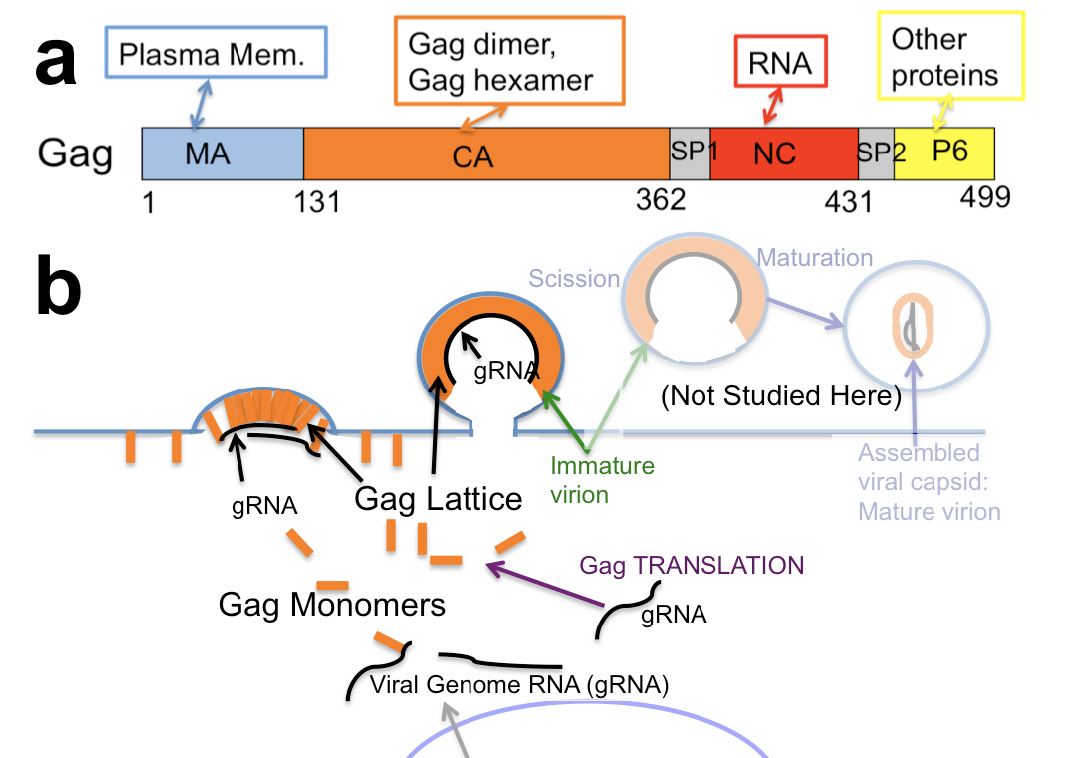 a
Plasma Mem.
Gag dimer,
Gag hexamer
RNA
Other
proteins
Gag
MA
CA
SP1
NC
SP2
P6
1
131
362
431
499
b
Scission
Maturation
gRNA
(Not Studied Here)
Immature
virion
Assembled
viral capsid:
Mature virion
gRNA
Gag Lattice
Gag TRANSLATION
Gag Monomers
gRNA
Viral Genome RNA (gRNA)